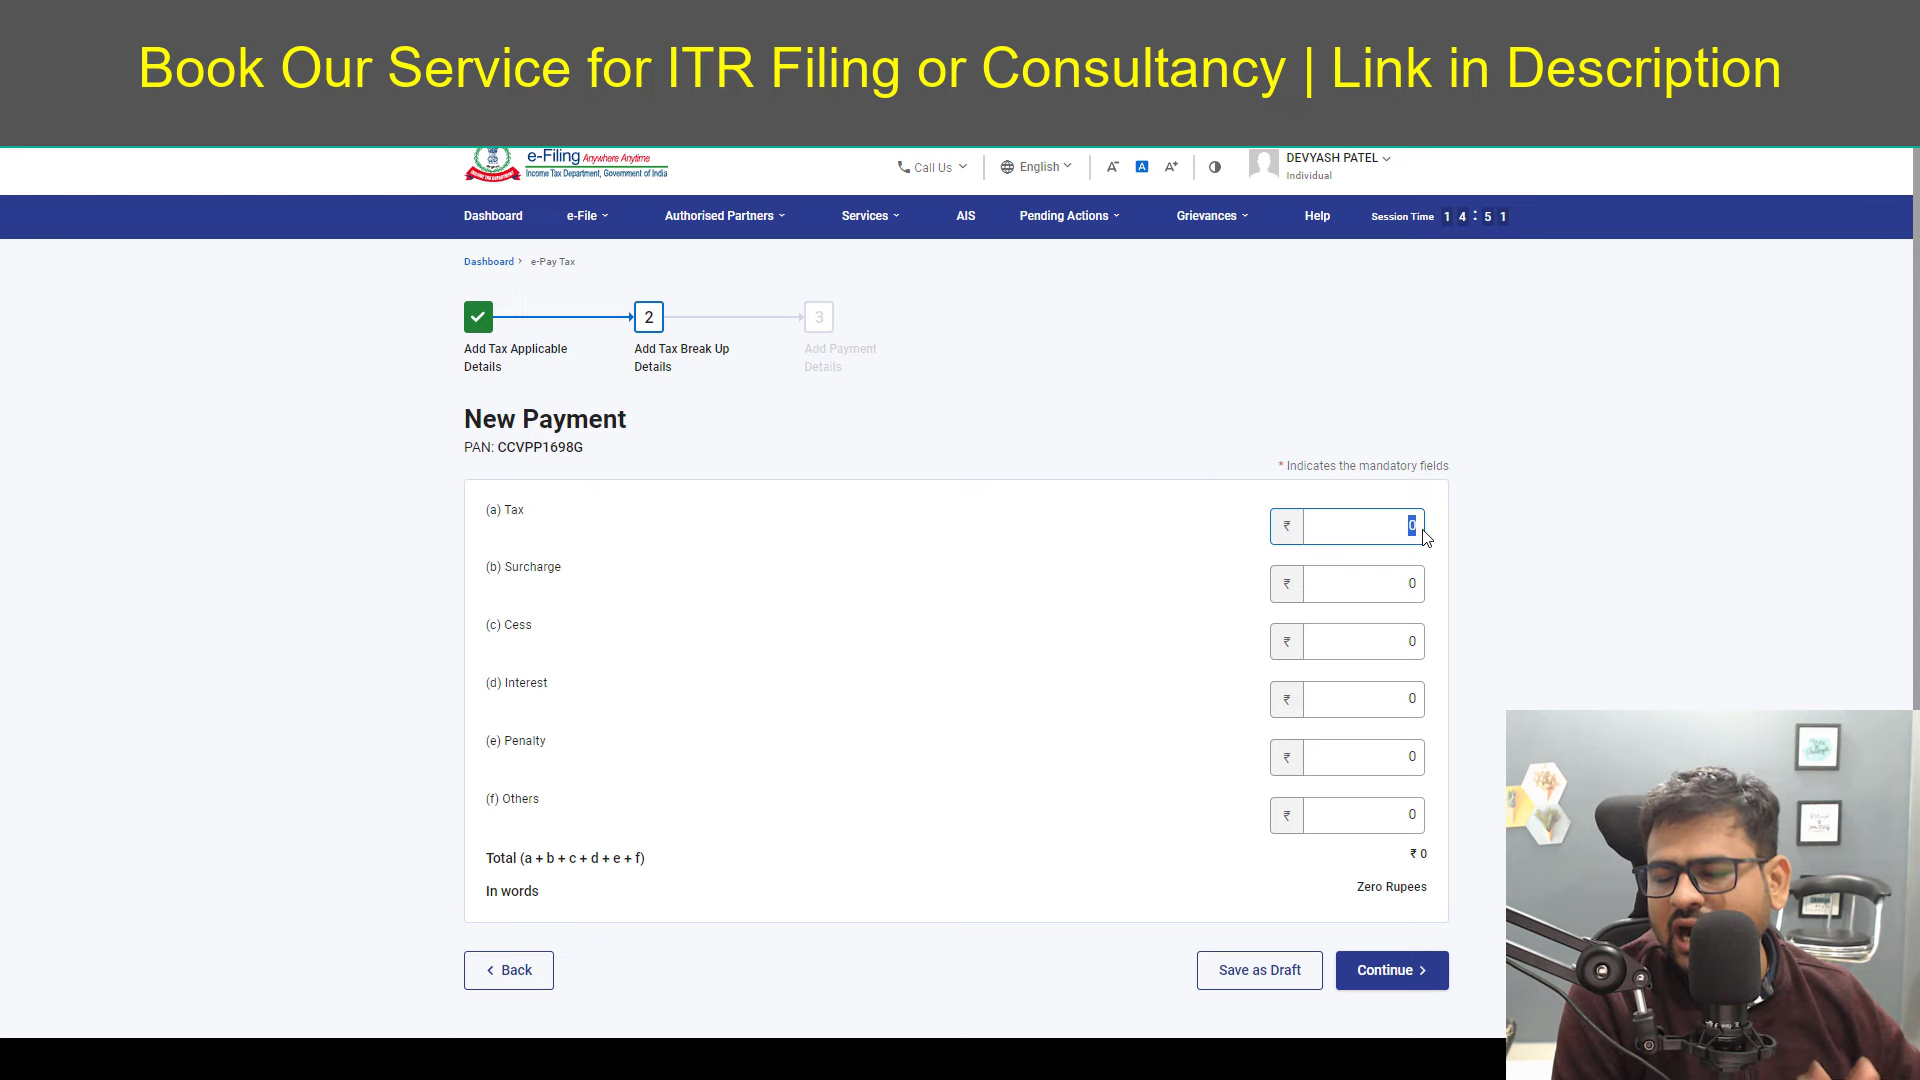 Book Our Service for ITR Filing or Consultancy | Link in Description
e-Filing Anywhere Anytime
Income Tax Department, Government of India
Call Us
English
A-
A
A+
DEVYASH PATEL
Individual
Dashboard
e-File
Authorised Partners
Services
AIS
Pending Actions
Grievances
Help
Session Time 14:51
Dashboard > e-Pay Tax
2
3
Add Tax Applicable
Details
Add Tax Break Up
Details
Add Payment
Details
New Payment
PAN: CCVPP1698G
* Indicates the mandatory fields
(a) Tax
₹ 0
(b) Surcharge
₹ 0
(c) Cess
₹ 0
(d) Interest
₹ 0
(e) Penalty
₹ 0
(f) Others
₹ 0
Total (a + b + c + d + e + f)
₹ 0
In words
Zero Rupees
< Back
Save as Draft
Continue >